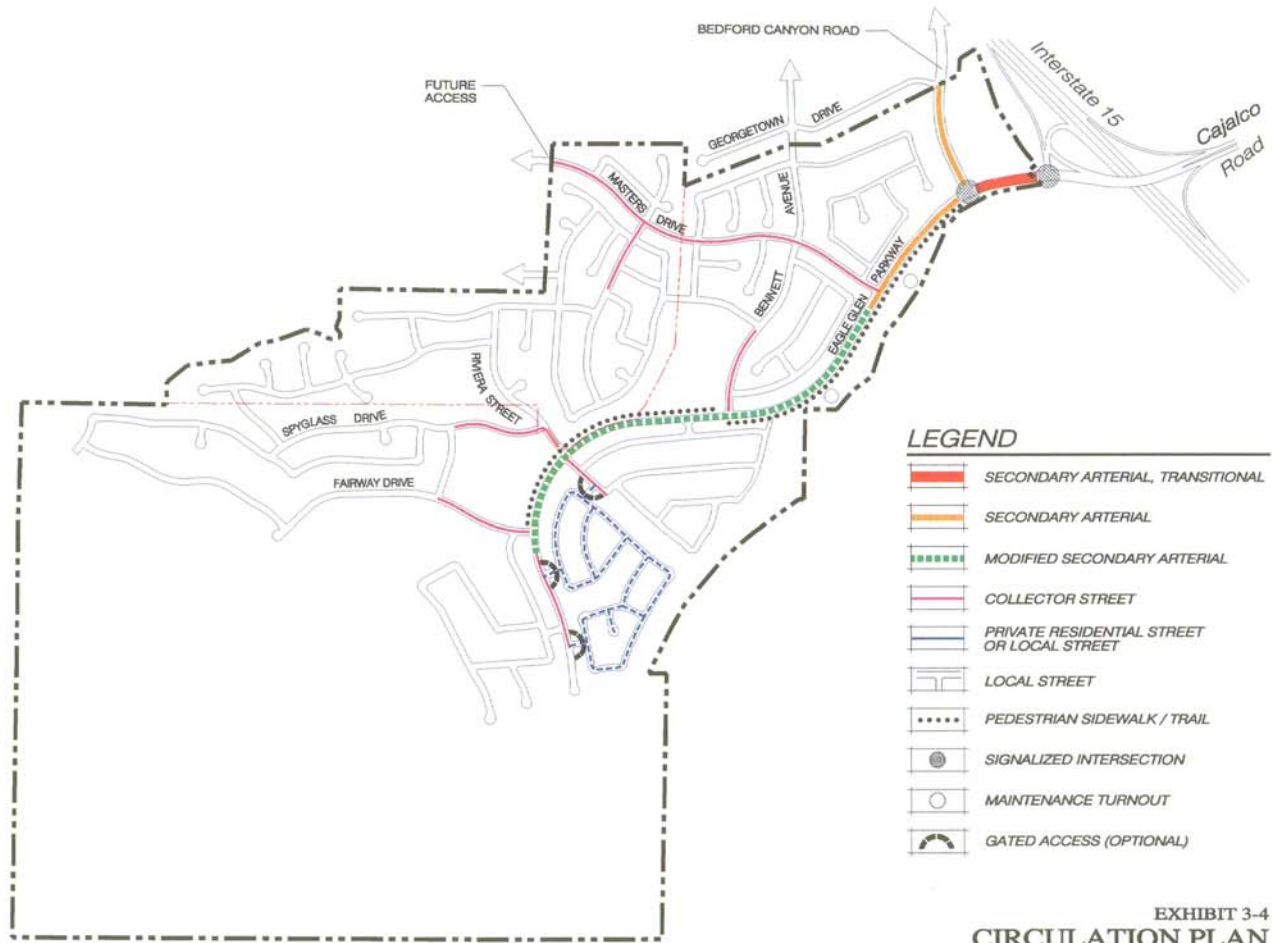 BEDFORD CANYON ROAD
FUTURE
ACCESS
Interstate 15
Cajalco
Road
GEORGETOWN DRIVE
MASTERS DRIVE
AVENUE
BENNETT
PARKWAY
EAGLE GLEN
RIVIERA STREET
SPYGLASS DRIVE
FAIRWAY DRIVE
LEGEND
SECONDARY ARTERIAL, TRANSITIONAL
SECONDARY ARTERIAL
MODIFIED SECONDARY ARTERIAL
COLLECTOR STREET
PRIVATE RESIDENTIAL STREET
OR LOCAL STREET
LOCAL STREET
PEDESTRIAN SIDEWALK / TRAIL
SIGNALIZED INTERSECTION
MAINTENANCE TURNOUT
GATED ACCESS (OPTIONAL)
EXHIBIT 3-4
CIRCULATION PLAN